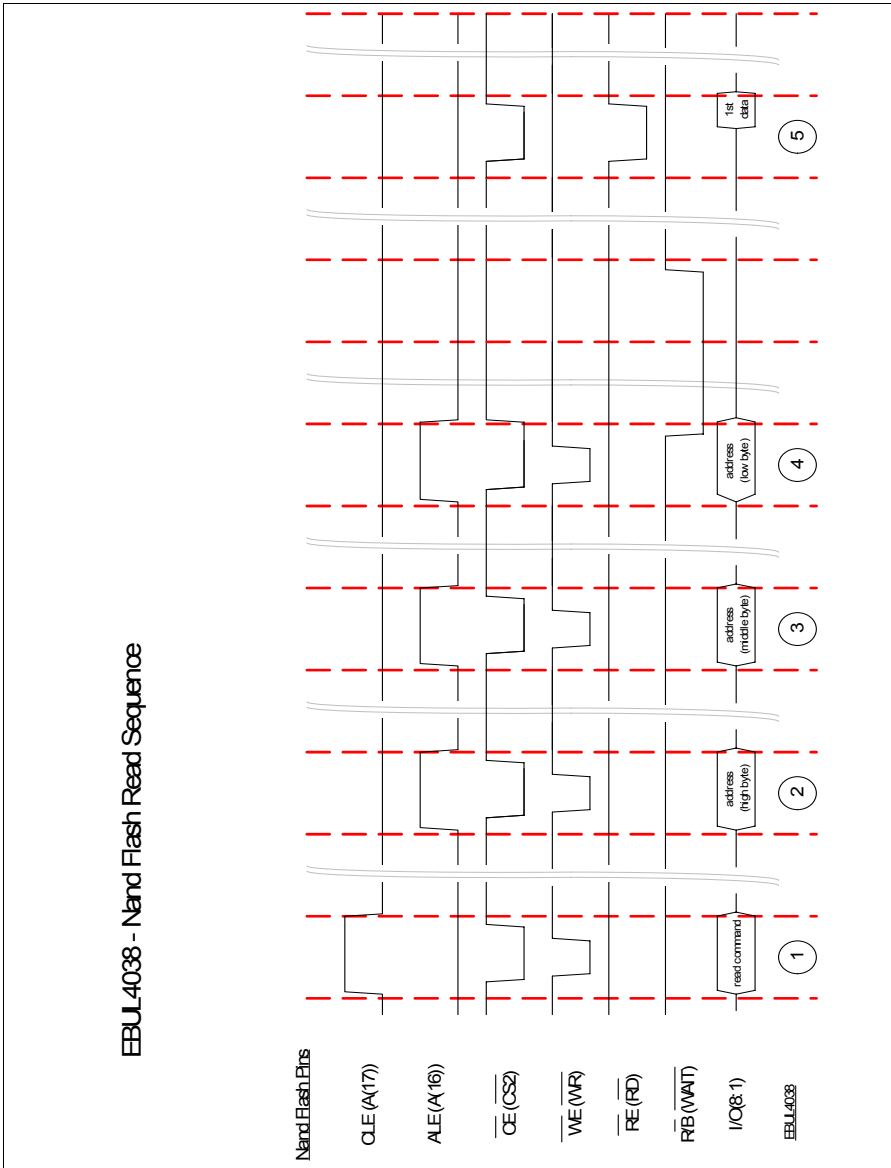 EBUL4038 - Nand Flash Read Sequence
Nand Flash Pins
CLE (A(17))
ALE (A(16))
CE (CS2)
WE (WR)
RE (RD)
R/B (WAIT)
I/O(8:1)
read command
address
(high byte)
address
(middle byte)
address
(low byte)
1st
data
EBUL4038
1
2
3
4
5